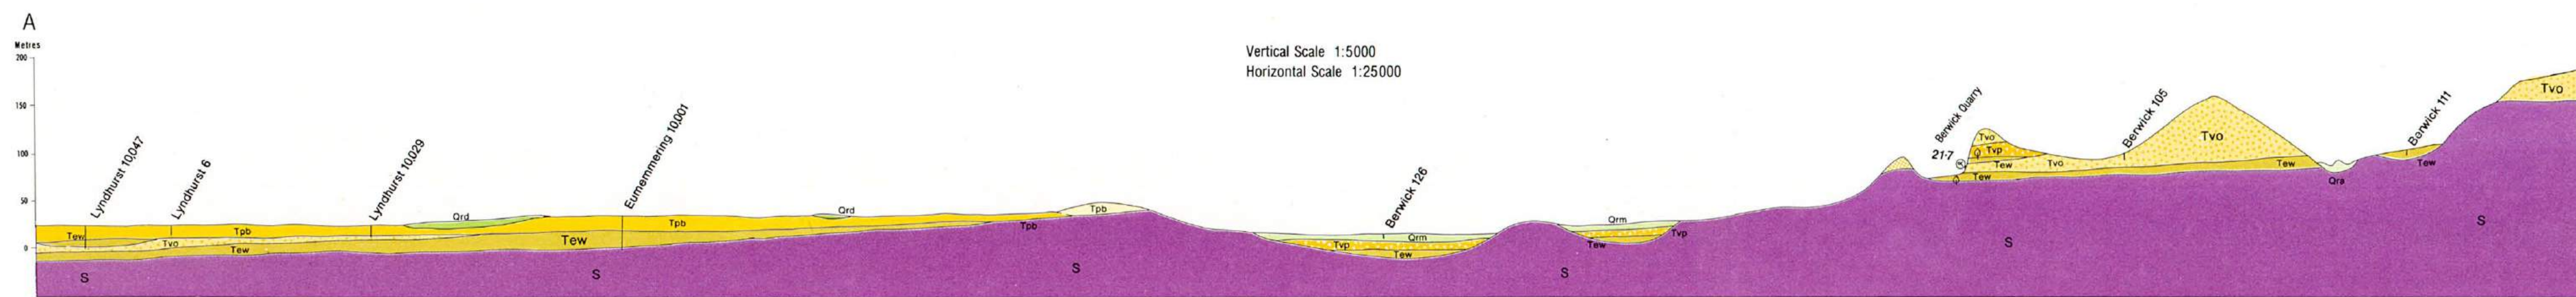 A
Metres
200
150
100
50
0
Vertical Scale 1:5000
Horizontal Scale 1:25000
Lyndhurst 10,047
Lyndhurst 6
Lyndhurst 10,029
Eumemmering 10,001
Berwick 126
Berwick Quarry
21·7
Berwick 105
Berwick 111
Tew
Tvo
Tpb
Tew
Qrd
Tew
Tpb
Qrd
Tpb
Tpb
Tvp
Qrm
Tew
Qrm
Tew
Tvp
Tvo
Tvp
Tew
Tew
Tvo
Tvo
Tew
Qra
Tew
Tvo
S
S
S
S
S
S